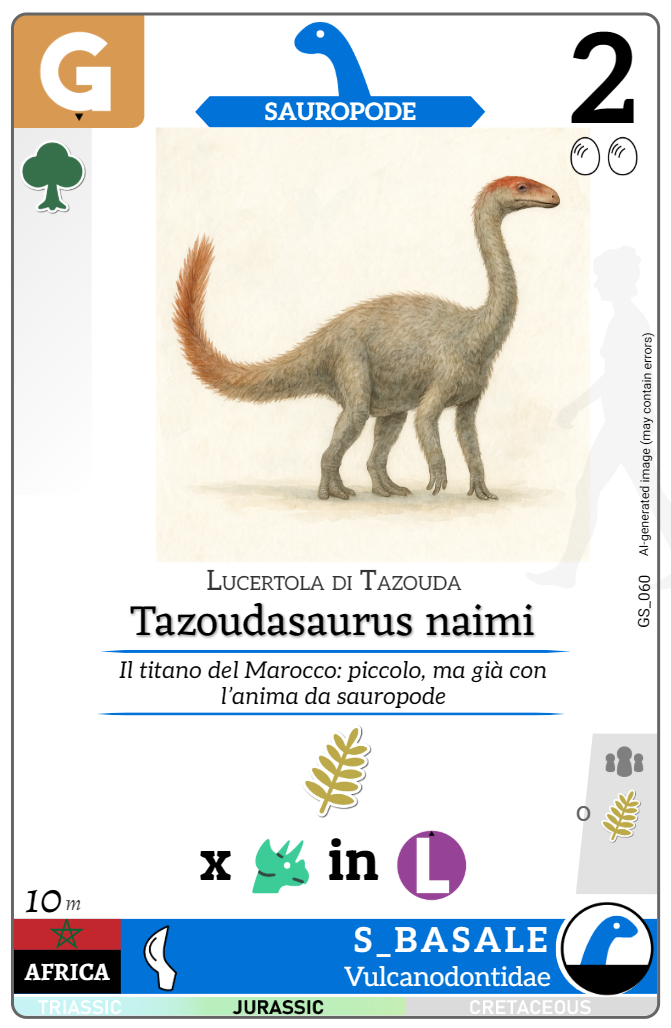 G
SAUROPODE
2
AI-generated image (may contain errors)
GS_060
Lucertola di Tazouda
Tazoudasaurus naimi
Il titano del Marocco: piccolo, ma già con
l'anima da sauropode
o
x in L
10 m
AFRICA
S_BASALE
Vulcanodontidae
TRIASSIC JURASSIC CRETACEOUS